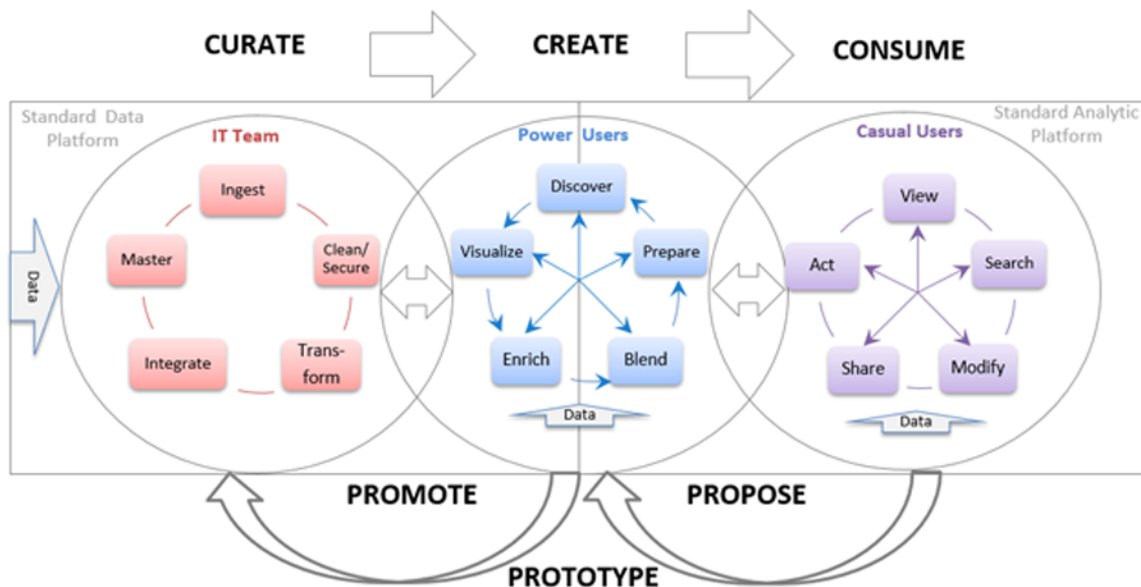 CURATE
CREATE
CONSUME
Standard Data
Platform
IT Team
Power Users
Casual Users
Standard Analytic
Platform
Ingest
Clean/
Secure
Trans-
form
Integrate
Master
Data
Discover
Visualize
Prepare
Enrich
Blend
Data
View
Act
Search
Share
Modify
Data
PROMOTE
PROPOSE
PROTOTYPE